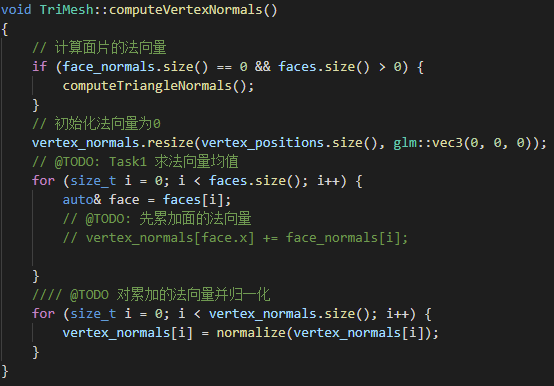 void TriMesh::computeVertexNormals()
{
    // 计算面片的法向量
    if (face_normals.size() == 0 && faces.size() > 0) {
        computeTriangleNormals();
    }
    // 初始化法向量为0
    vertex_normals.resize(vertex_positions.size(), glm::vec3(0, 0, 0));
    // @TODO: Task1 求法向量均值
    for (size_t i = 0; i < faces.size(); i++) {
        auto& face = faces[i];
        // @TODO: 先累加面的法向量
        // vertex_normals[face.x] += face_normals[i];

    }
    //// @TODO 对累加的法向量并归一化
    for (size_t i = 0; i < vertex_normals.size(); i++) {
        vertex_normals[i] = normalize(vertex_normals[i]);
    }
}